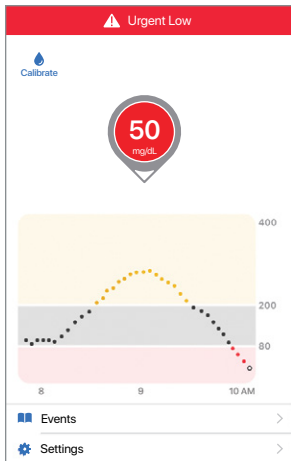 Urgent Low
Calibrate
50
mg/dL
400
200
80
8 9 10 AM
Events
Settings